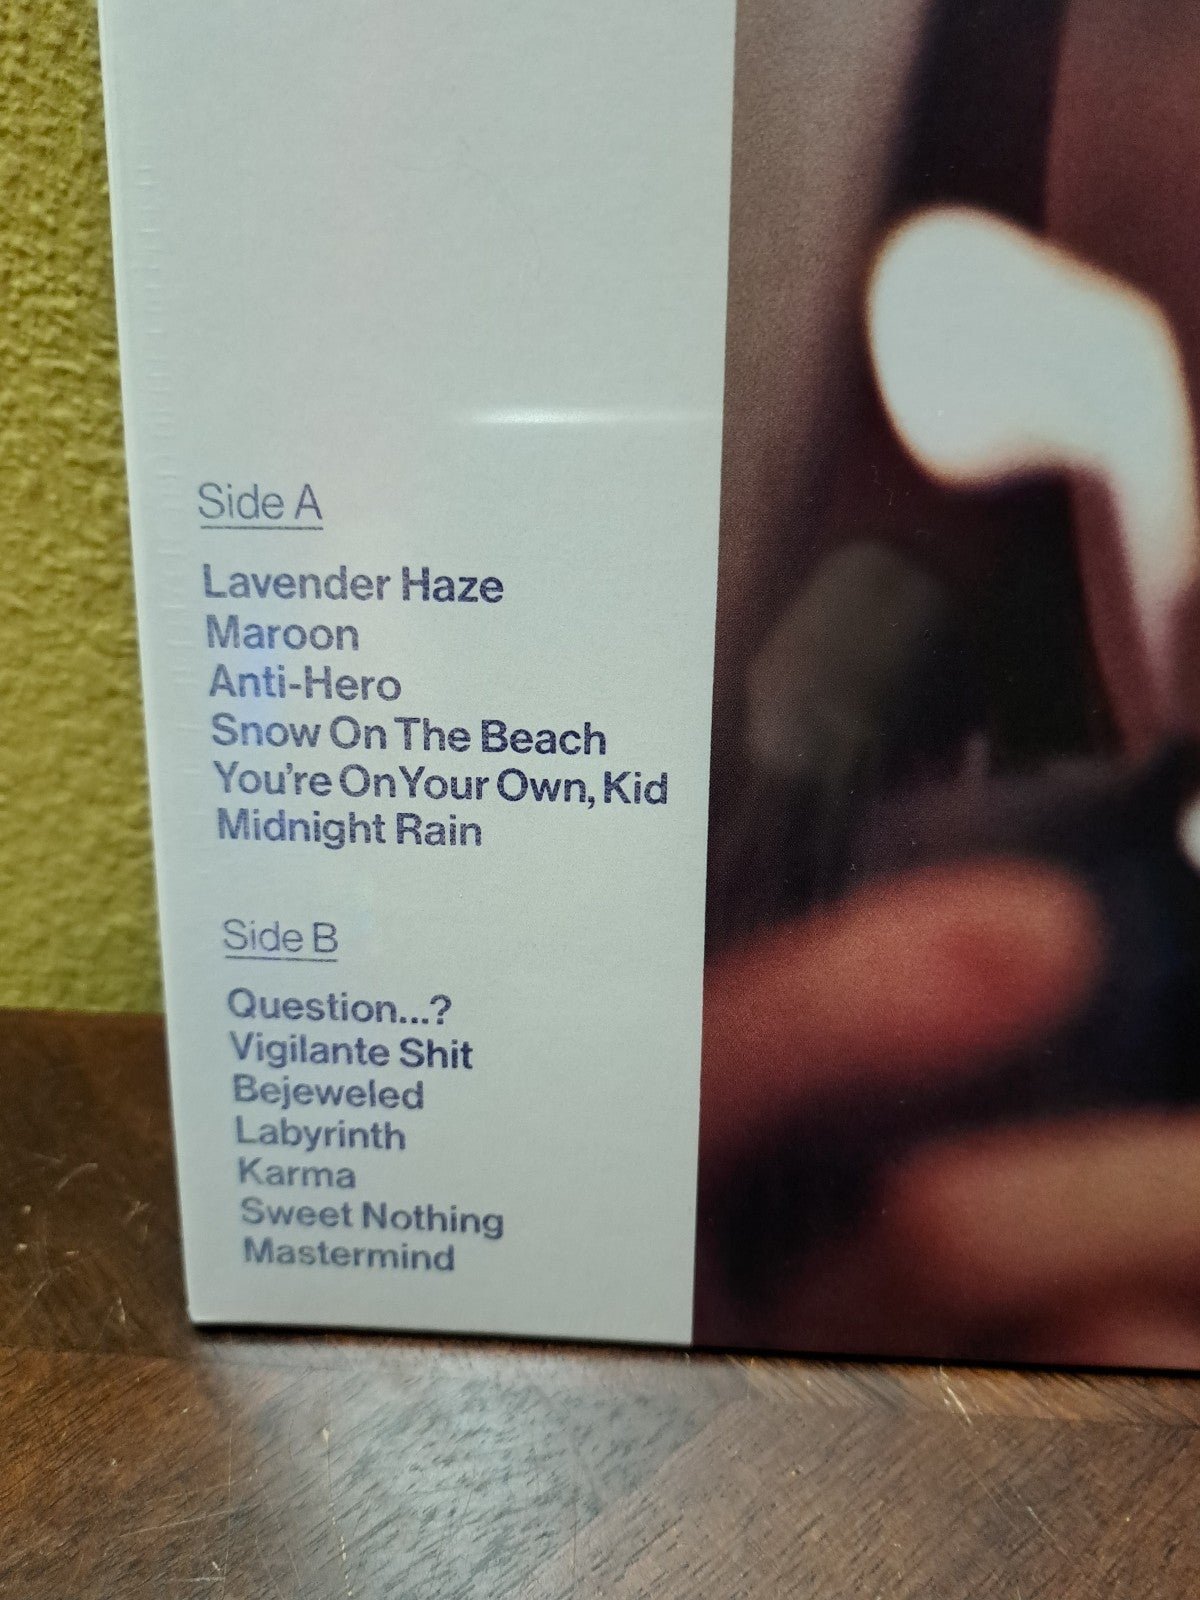 Side A
Lavender Haze
Maroon
Anti-Hero
Snow On The Beach
You're On Your Own, Kid
Midnight Rain
Side B
Question...?
Vigilante Shit
Bejeweled
Labyrinth
Karma
Sweet Nothing
Mastermind